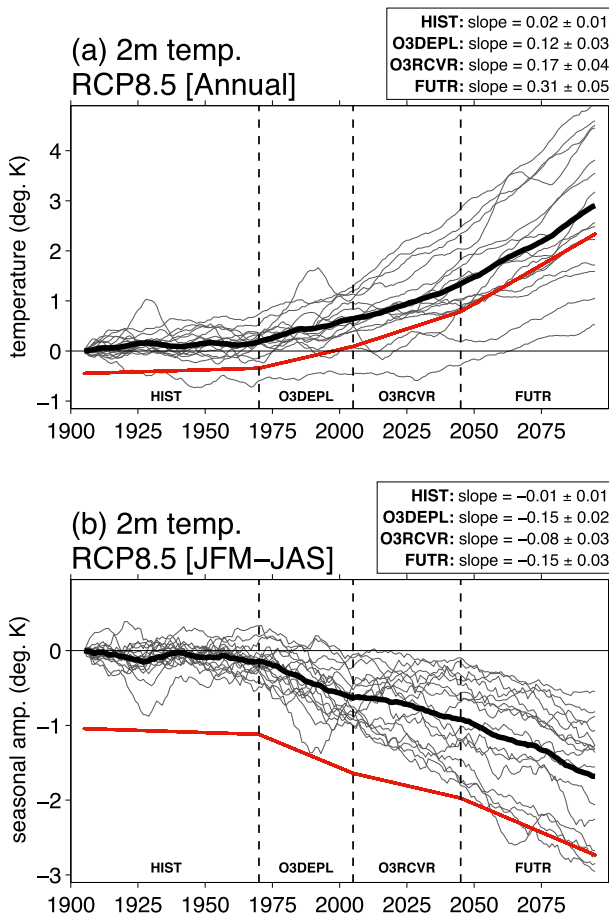 HIST: slope = 0.02 ± 0.01
O3DEPL: slope = 0.12 ± 0.03
O3RCVR: slope = 0.17 ± 0.04
FUTR: slope = 0.31 ± 0.05
(a) 2m temp.
RCP8.5 [Annual]
temperature (deg. K)
4
3
2
1
0
−1
HIST O3DEPL O3RCVR FUTR
1900 1925 1950 1975 2000 2025 2050 2075
HIST: slope = −0.01 ± 0.01
O3DEPL: slope = −0.15 ± 0.02
O3RCVR: slope = −0.08 ± 0.03
FUTR: slope = −0.15 ± 0.03
(b) 2m temp.
RCP8.5 [JFM−JAS]
seasonal amp. (deg. K)
0
−1
−2
−3
HIST O3DEPL O3RCVR FUTR
1900 1925 1950 1975 2000 2025 2050 2075